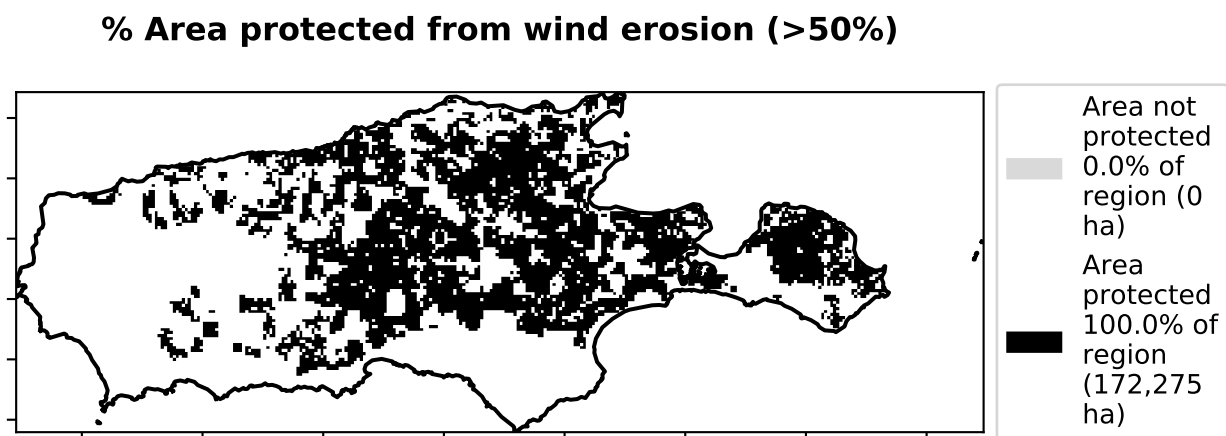 % Area protected from wind erosion (>50%)
Area not
protected
0.0% of
region (0
ha)
Area
protected
100.0% of
region
(172,275
ha)